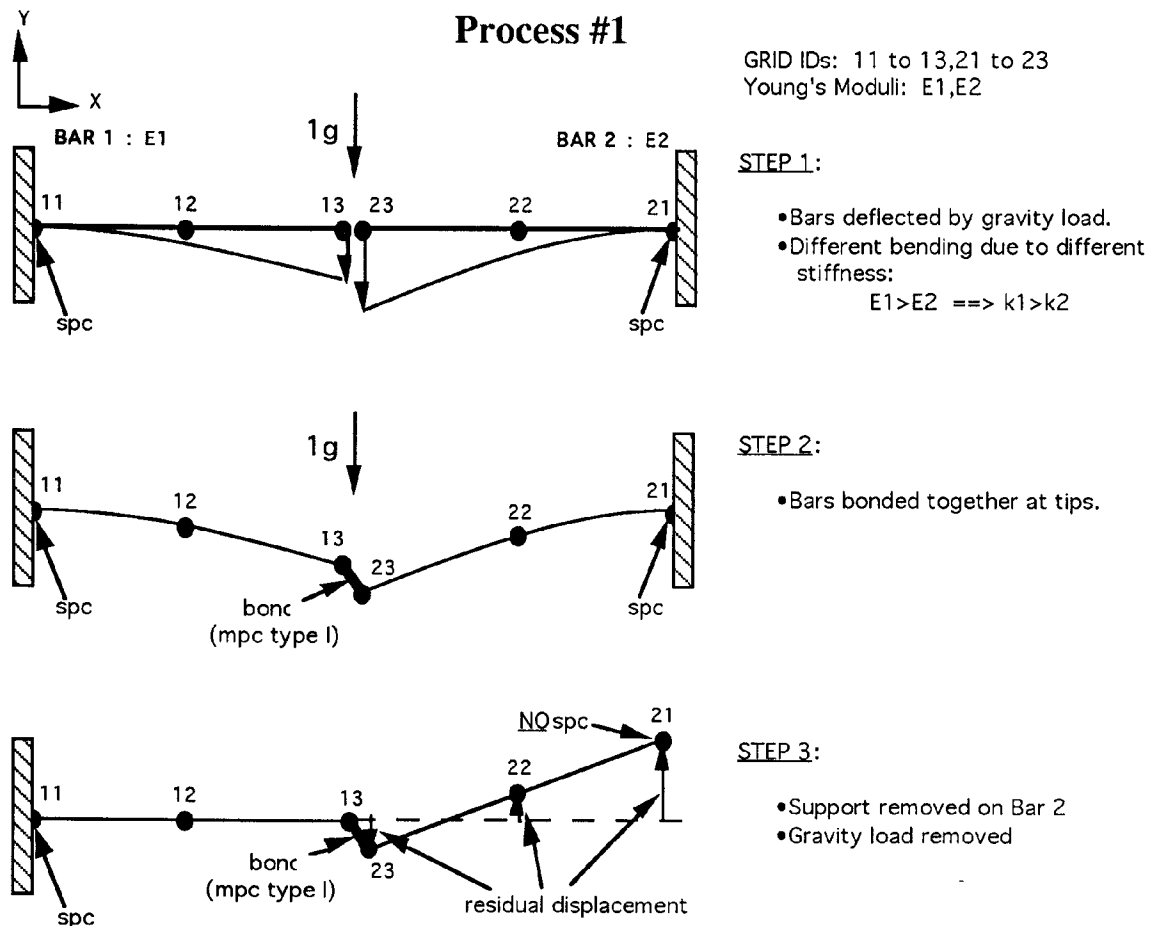 Process #1
Y
X
GRID IDs: 11 to 13,21 to 23
Young's Moduli: E1,E2
BAR 1 : E1
1g
BAR 2 : E2
11
12
13
23
22
21
spc
spc
STEP 1:
•Bars deflected by gravity load.
•Different bending due to different
stiffness:
E1>E2 ==> k1>k2
1g
11
12
13
23
22
21
spc
bonc
(mpc type I)
spc
STEP 2:
•Bars bonded together at tips.
NO spc
21
11
12
13
22
23
bonc
(mpc type I)
spc
residual displacement
STEP 3:
•Support removed on Bar 2
•Gravity load removed